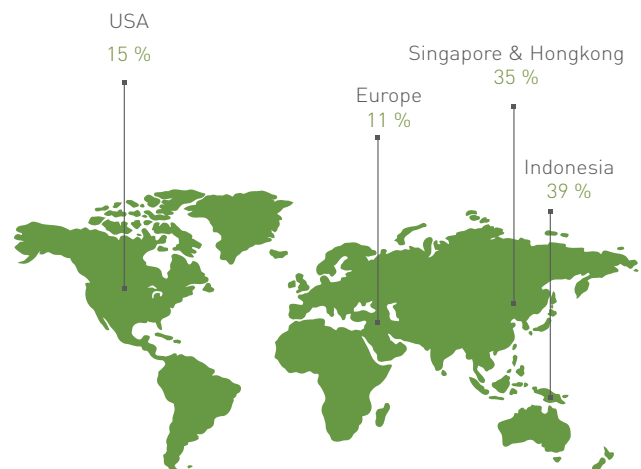 USA
15 %
Singapore & Hongkong
35 %
Europe
11 %
Indonesia
39 %